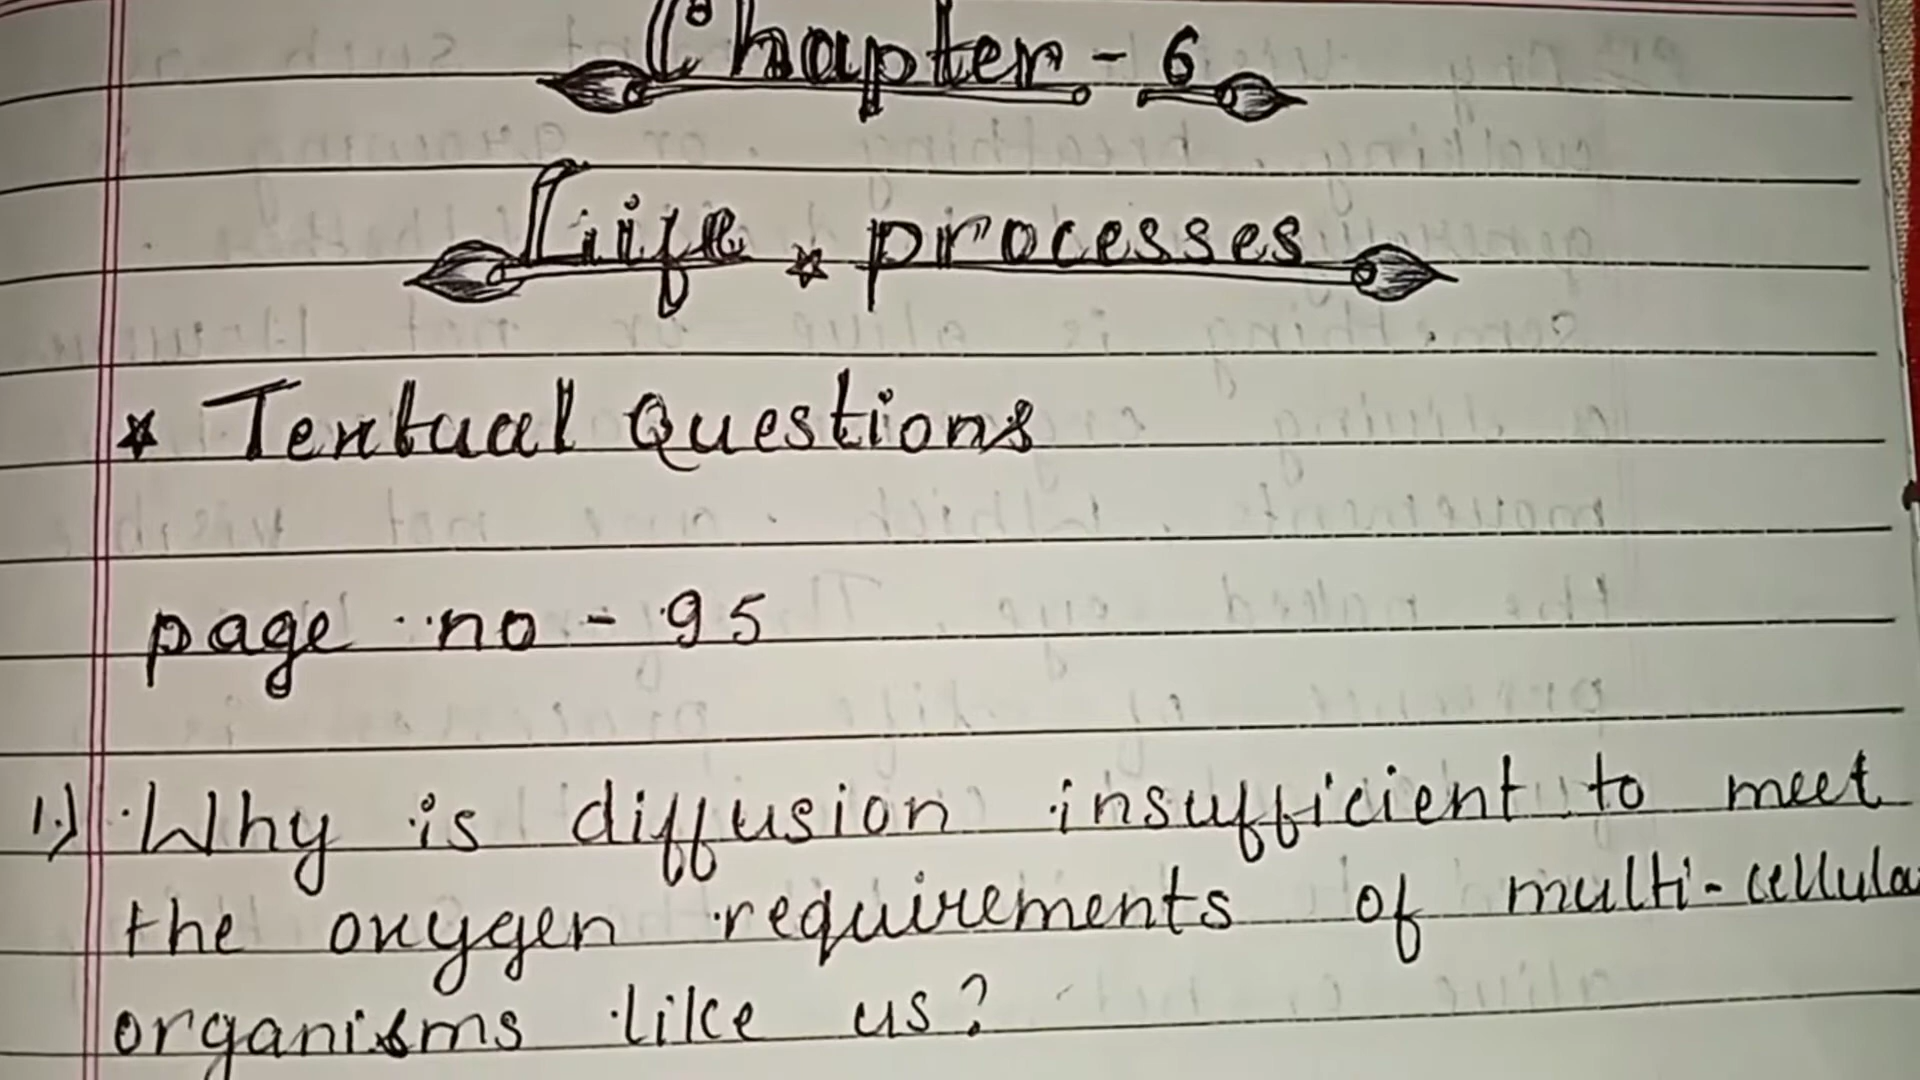 Chapter - 6
Life processes
* Textual Questions
page no - 95
1.) Why is diffusion insufficient to meet
the oxygen requirements of multi-cellula
organisms like us?